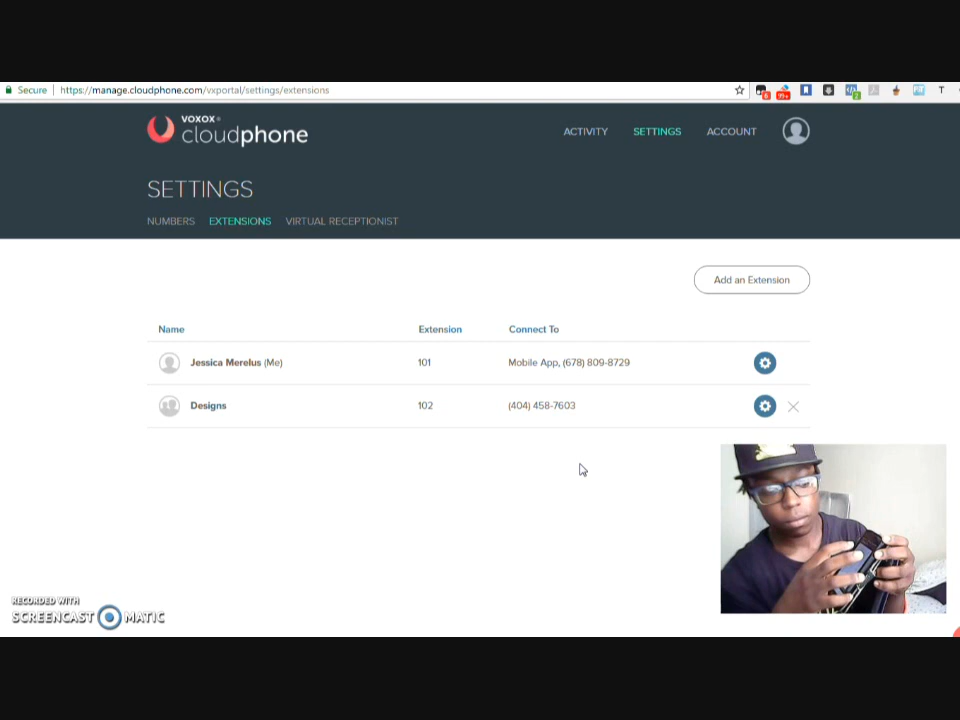 Secure https://manage.cloudphone.com/vxportal/settings/extensions
VOXOX
cloudphone
ACTIVITY SETTINGS ACCOUNT
SETTINGS
NUMBERS EXTENSIONS VIRTUAL RECEPTIONIST
Add an Extension
Name Extension Connect To
Jessica Merelus (Me) 101 Mobile App, (678) 809-8729
Designs 102 (404) 458-7603
RECORDED WITH
SCREENCAST MATIC